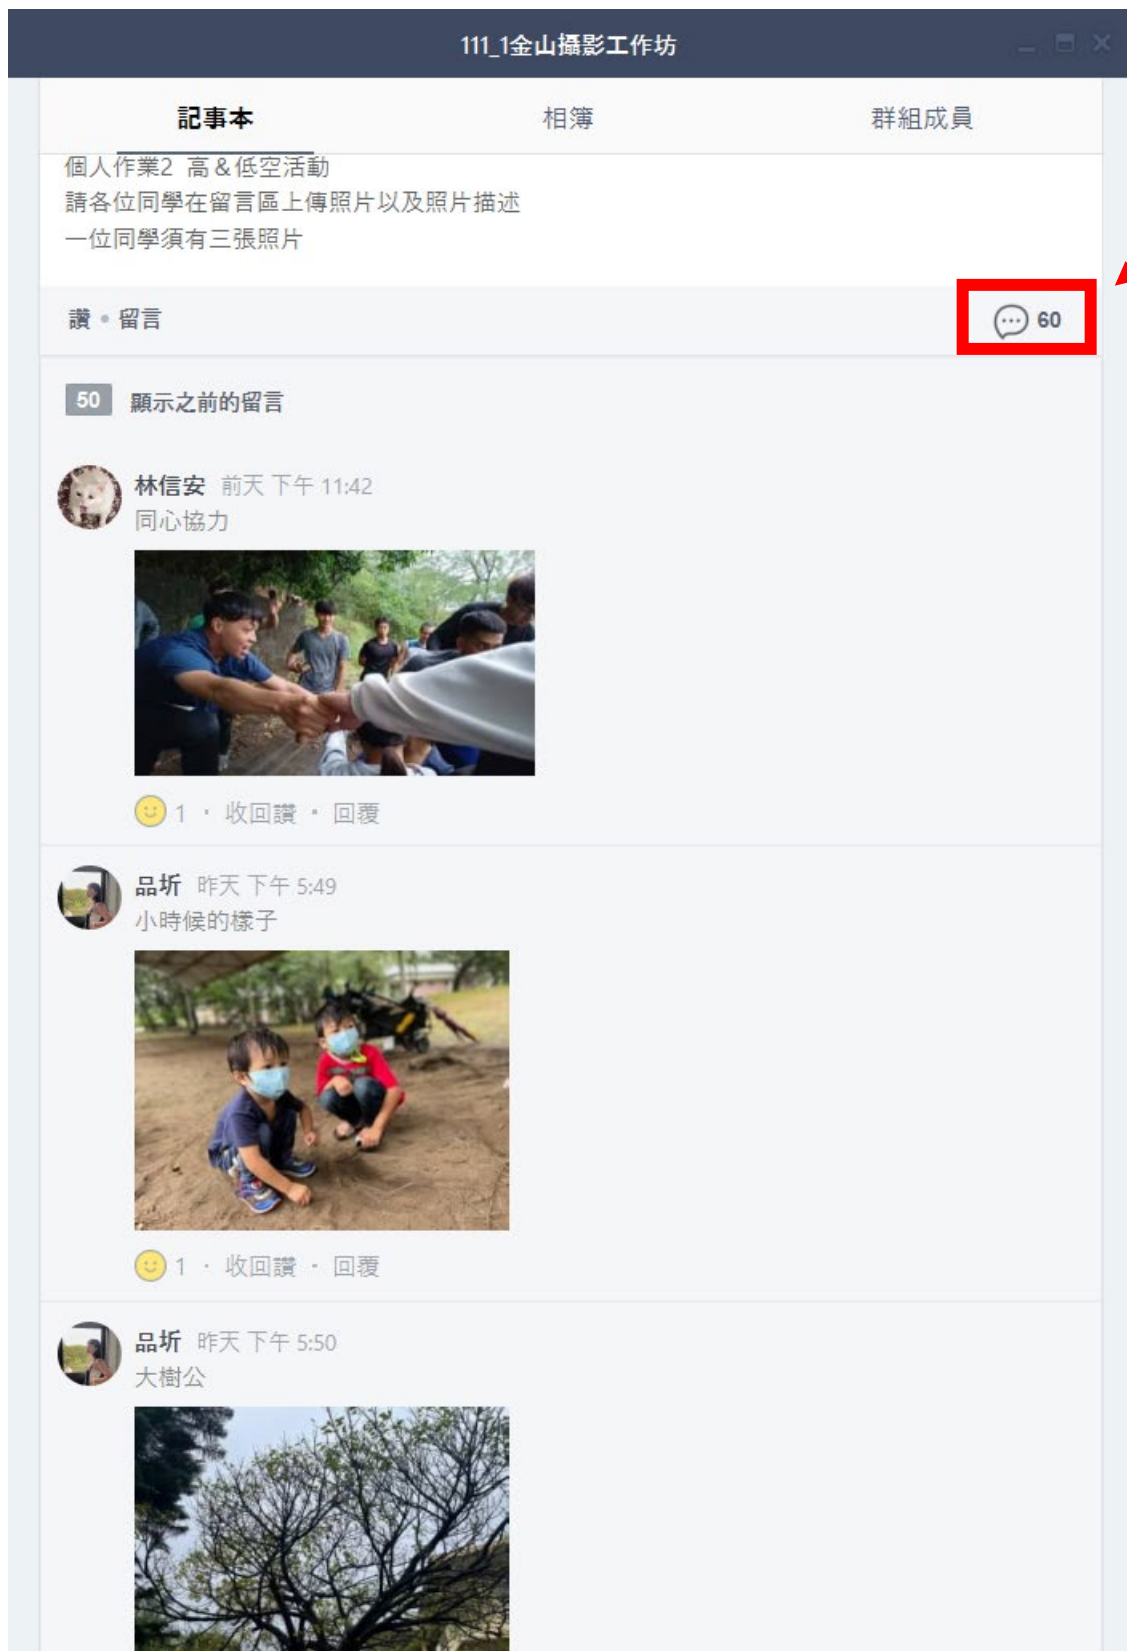 111_1金山攝影工作坊
記事本 相簿 群組成員
個人作業2 高&低空活動
請各位同學在留言區上傳照片以及照片描述
一位同學須有三張照片
讚•留言 60
50 顯示之前的留言
林信安 前天 下午 11:42
同心協力
1 · 收回讚 · 回覆
品圻 昨天 下午 5:49
小時候的樣子
1 · 收回讚 · 回覆
品圻 昨天 下午 5:50
大樹公